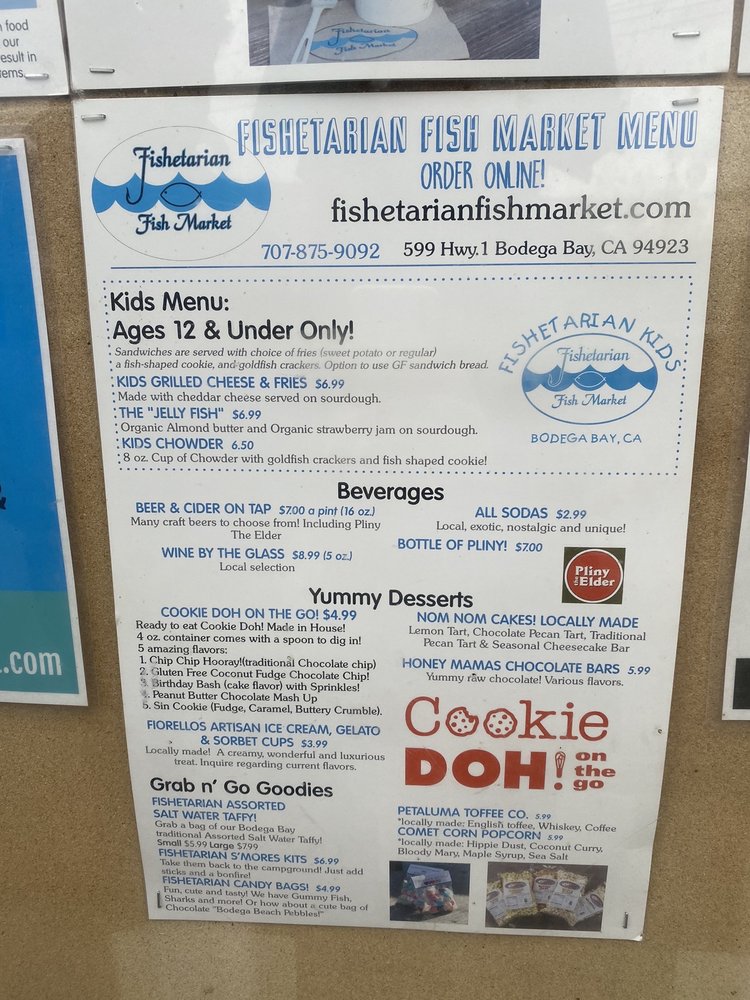 food
our
esult in
ems.
Fishetarian
Fish Market
Fishetarian
Fish Market
FISHETARIAN FISH MARKET MENU
ORDER ONLINE!
fishetarianfishmarket.com
707-875-9092 599 Hwy.1 Bodega Bay, CA 94923
Kids Menu:
Ages 12 & Under Only!
Sandwiches are served with choice of fries (sweet potato or regular)
a fish-shaped cookie, and goldfish crackers. Option to use GF sandwich bread.
KIDS GRILLED CHEESE & FRIES $6.99
Made with cheddar cheese served on sourdough.
THE "JELLY FISH" $6.99
Organic Almond butter and Organic strawberry jam on sourdough.
KIDS CHOWDER 6.50
8 oz. Cup of Chowder with goldfish crackers and fish shaped cookie!
FISHETARIAN KIDS
Fishetarian
Fish Market
BODEGA BAY, CA
Beverages
BEER & CIDER ON TAP $7.00 a pint (16 oz.)
Many craft beers to choose from! Including Pliny
The Elder
WINE BY THE GLASS $8.99 (5 oz.)
Local selection
ALL SODAS $2.99
Local, exotic, nostalgic and unique!
BOTTLE OF PLINY! $7.00
Pliny
the Elder
Yummy Desserts
COOKIE DOH ON THE GO! $4.99
Ready to eat Cookie Doh! Made in House!
4 oz. container comes with a spoon to dig in!
5 amazing flavors:
1. Chip Chip Hooray!(traditional Chocolate chip)
2. Gluten Free Coconut Fudge Chocolate Chip!
3. Birthday Bash (cake flavor) with Sprinkles!
4. Peanut Butter Chocolate Mash Up
5. Sin Cookie (Fudge, Caramel, Buttery Crumble).
FIORELLOS ARTISAN ICE CREAM, GELATO
& SORBET CUPS $3.99
Locally made! A creamy, wonderful and luxurious
treat. Inquire regarding current flavors.
NOM NOM CAKES! LOCALLY MADE
Lemon Tart, Chocolate Pecan Tart, Traditional
Pecan Tart & Seasonal Cheesecake Bar
HONEY MAMAS CHOCOLATE BARS 5.99
Yummy raw chocolate! Various flavors.
Cookie
DOH! on
the
go
Grab n' Go Goodies
FISHETARIAN ASSORTED
SALT WATER TAFFY!
Grab a bag of our Bodega Bay
traditional Assorted Salt Water Taffy!
Small $5.99 Large $7.99
FISHETARIAN S'MORES KITS $6.99
Take them back to the campground! Just add
sticks and a bonfire!
FISHETARIAN CANDY BAGS! $4.99
Fun, cute and tasty! We have Gummy Fish,
Sharks and more! Or how about a cute bag of
Chocolate "Bodega Beach Pebbles!"
PETALUMA TOFFEE CO. 5.99
*locally made: English toffee, Whiskey, Coffee
COMET CORN POPCORN 5.99
*locally made: Hippie Dust, Coconut Curry,
Bloody Mary, Maple Syrup, Sea Salt
.com